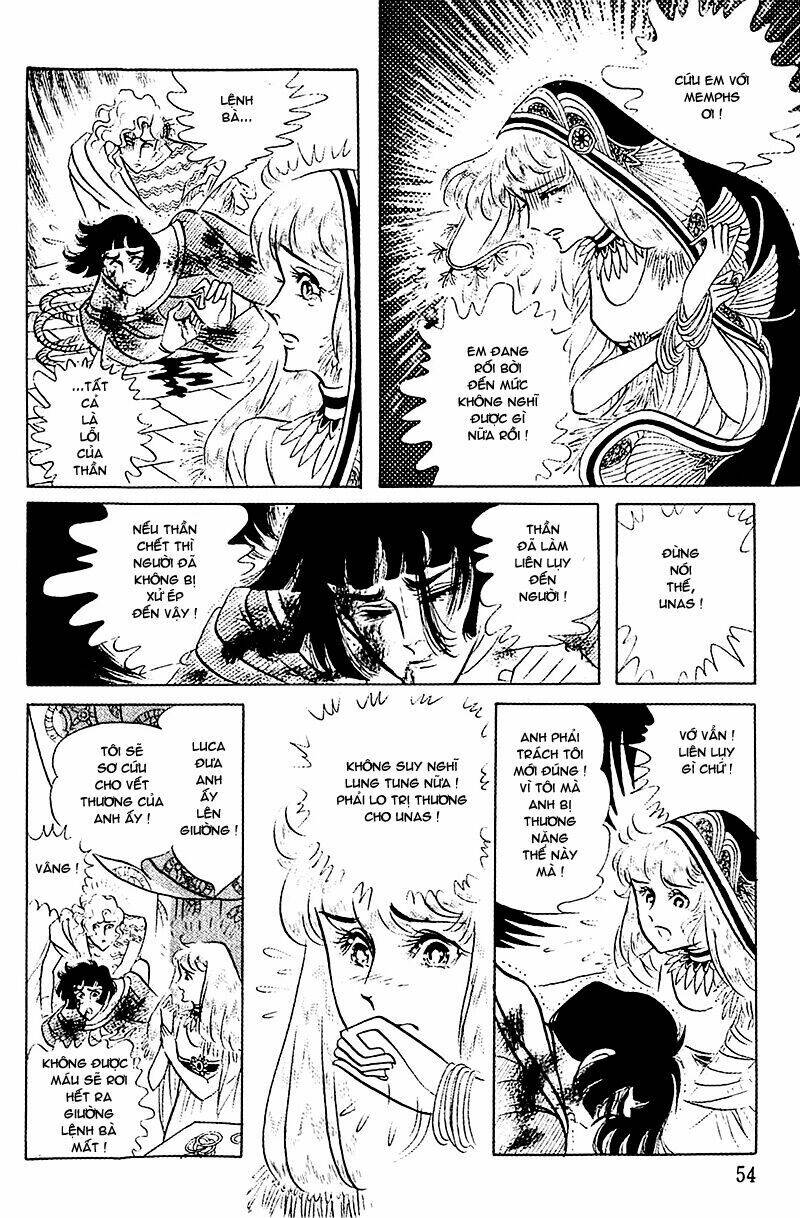 CỨU EM VỚI
MEMPHS
ƠI !
EM ĐANG
RỐI BỜI
ĐẾN MỨC
KHÔNG NGHĨ
ĐƯỢC GÌ
NỮA RỒI !
LỆNH
BÀ...
...TẤT
CẢ
LÀ
LỖI
CỦA
THẦN
ĐỪNG
NÓI
THẾ,
UNAS !
THẦN
ĐÃ LÀM
LIÊN LỤY
ĐẾN
NGƯỜI !
NẾU THẦN
CHẾT THÌ
NGƯỜI ĐÃ
KHÔNG BỊ
XỬ ÉP
ĐẾN VẬY !
VỚ VẨN !
LIÊN LỤY
GÌ CHỨ !
ANH PHẢI
TRÁCH TÔI
MỚI ĐÚNG !
VÌ TÔI MÀ
ANH BỊ
THƯƠNG
NẶNG
THẾ NÀY
MÀ !
KHÔNG SUY NGHĨ
LUNG TUNG NỮA !
PHẢI LO TRỊ THƯƠNG
CHO UNAS !
LUCA
ĐƯA
ANH
ẤY
LÊN
GIƯỜNG !
TÔI SẼ
SƠ CỨU
CHO VẾT
THƯƠNG CỦA
ANH ẤY !
VÂNG !
KHÔNG ĐƯỢC !
MÁU SẼ RƠI
HẾT RA
GIƯỜNG
LỆNH BÀ
MẤT !
54